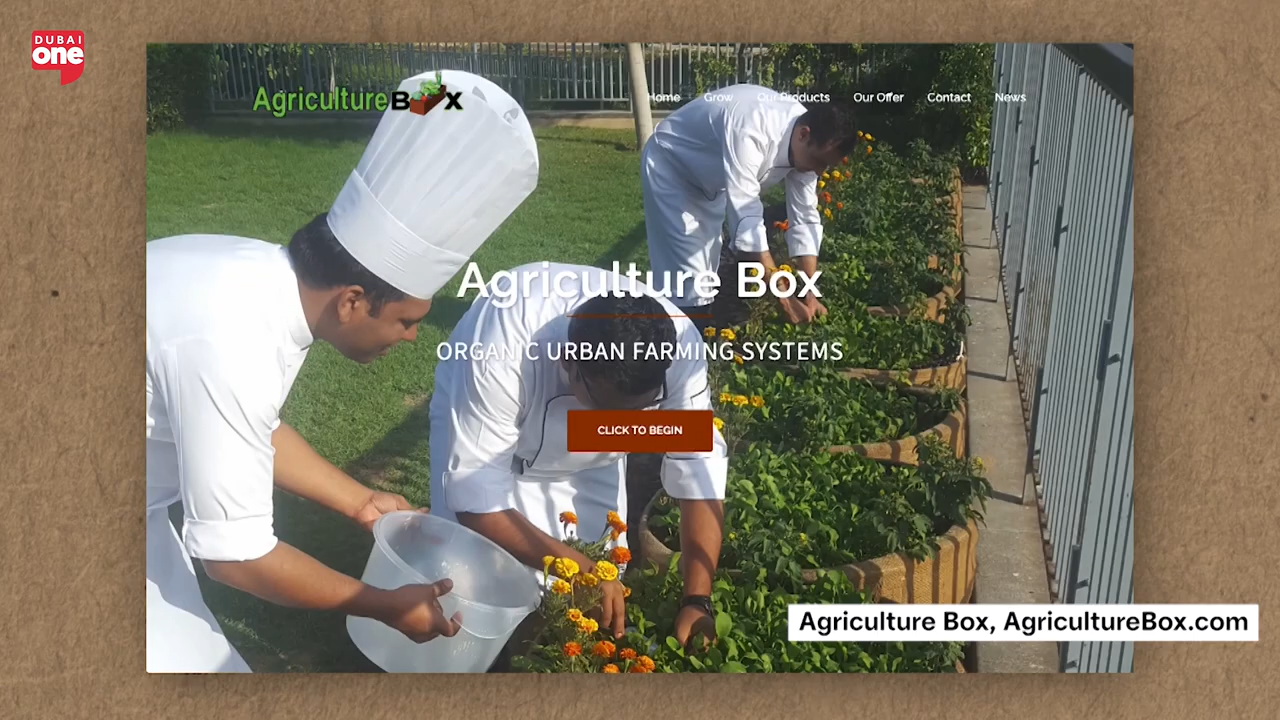 DUBAI
one
AgricultureBox
Home Grow Our Products Our Offer Contact News
Agriculture Box
ORGANIC URBAN FARMING SYSTEMS
CLICK TO BEGIN
Agriculture Box, AgricultureBox.com